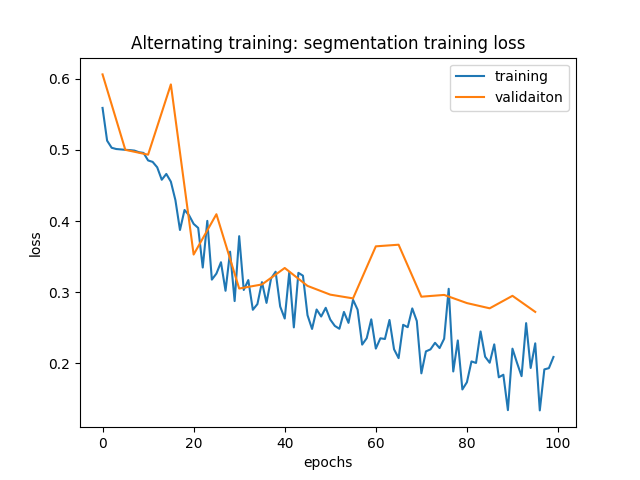 Alternating training: segmentation training loss
training
validaiton
0.6
0.5
0.4
0.3
0.2
loss
0 20 40 60 80 100
epochs